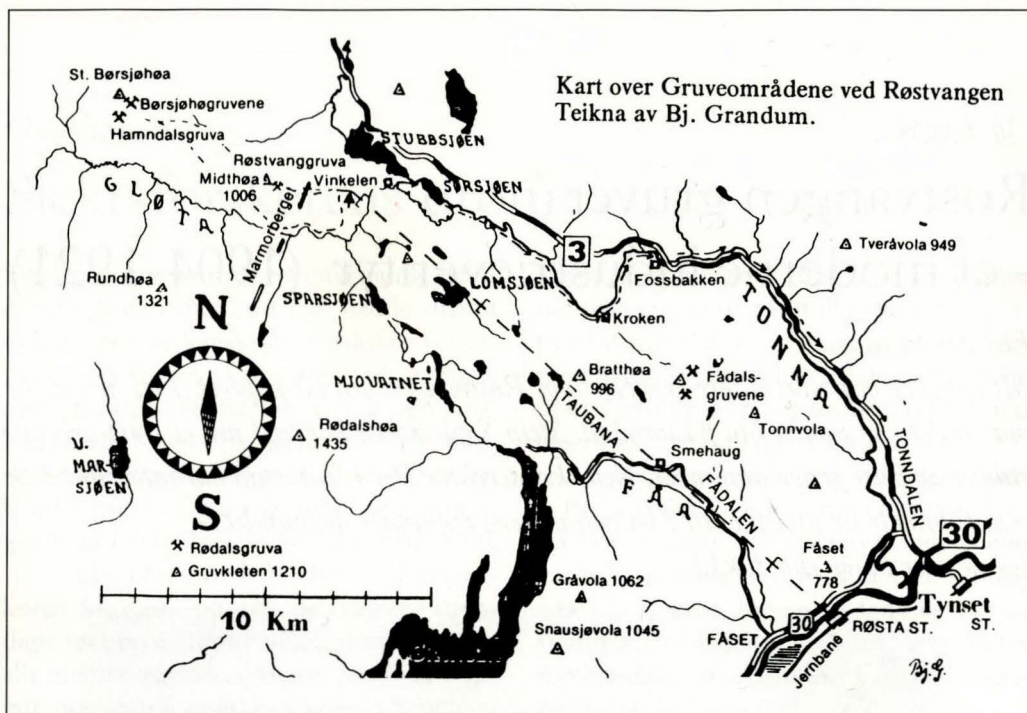 Kart over Gruveområdene ved Røstvangen
Teikna av Bj. Grandum.
St. Børsjøhøa
Børsjøhøgruvene
Hamndalsgruva
STUBBSJØEN
Røstvanggruva
Midthøa
1006
Vinkelen
SØRSJØEN
GLØTA
Marmorberget
3
Tveråvola 949
Fossbakken
Rundhøa
1321
SPARSJØEN
LOMSJØEN
Kroken
TONNA
N
MJOVATNET
Bratthøa
996
Fådals-
gruvene
Rødalshøa
1435
TAUBANA
Tonnvola
V.
MAR-
SJØEN
Smehaug
FÅA
FÅDALEN
TONNDALEN
S
Rødalsgruva
Gruvkleten 1210
10 Km
Fåset
778
30
Gråvola 1062
Tynset
ST.
Snausjøvola 1045
FÅSET
30
RØSTA ST.
Jernbane
Bj. G.